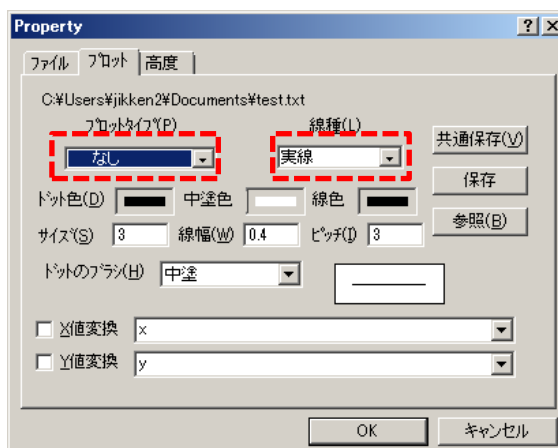 Property
ファイル プロット 高度
C:¥Users¥jikken2¥Documents¥test.txt
プロットタイプ(P) 線種(L)
なし 実線 共通保存(V)
保存
ドット色(D) 中塗色 線色
参照(B)
サイズ(S) 3 線幅(W) 0.4 ピッチ(I) 3
ドットのブラシ(H) 中塗
X値変換 x
Y値変換 y
OK キャンセル